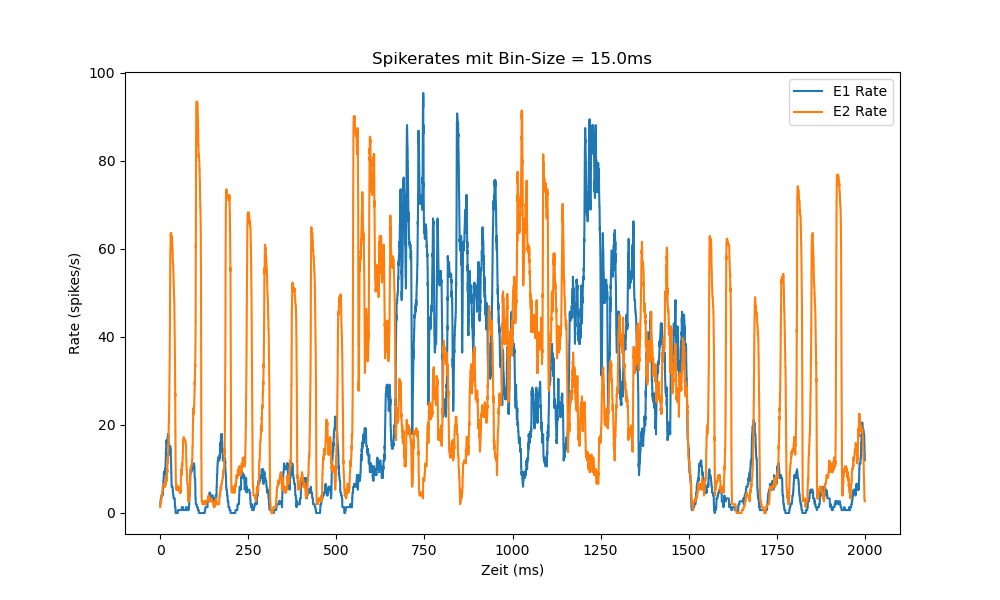 Spikerates mit Bin-Size = 15.0ms
E1 Rate
E2 Rate
Rate (spikes/s)
100
80
60
40
20
0
0 250 500 750 1000 1250 1500 1750 2000
Zeit (ms)